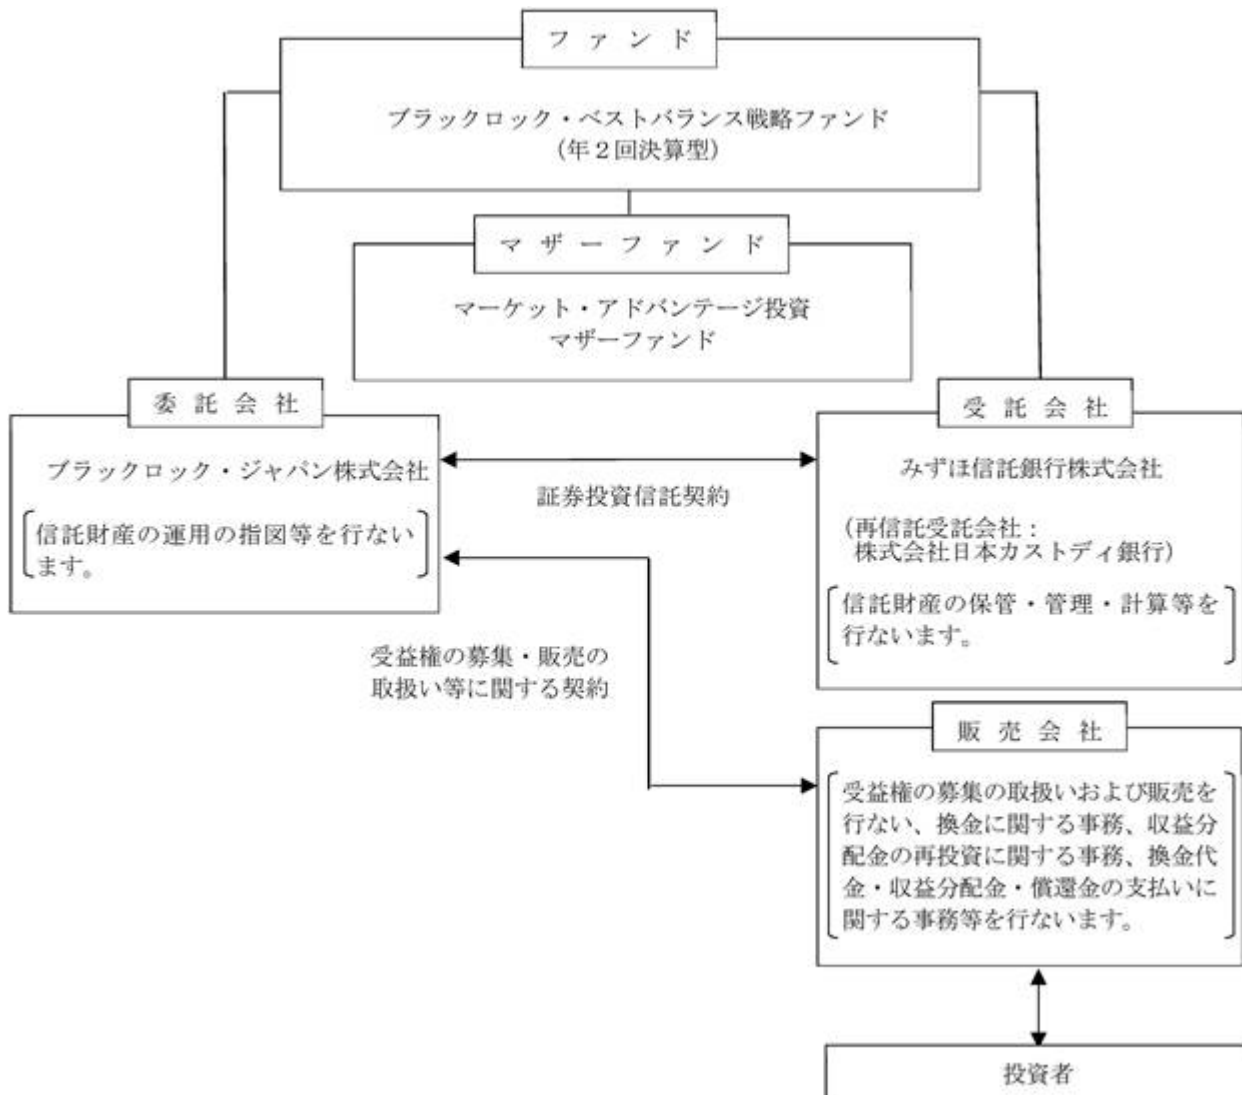 ファンド
ブラックロック・ベストバランス戦略ファンド
（年２回決算型）
マザーファンド
マーケット・アドバンテージ投資
マザーファンド
委託会社
ブラックロック・ジャパン株式会社
信託財産の運用の指図等を行ない
ます。
証券投資信託契約
受託会社
みずほ信託銀行株式会社
（再信託受託会社：
株式会社日本カストディ銀行）
信託財産の保管・管理・計算等を
行ないます。
受益権の募集・販売の
取扱い等に関する契約
販売会社
受益権の募集の取扱いおよび販売を
行ない、換金に関する事務、収益分
配金の再投資に関する事務、換金代
金・収益分配金・償還金の支払いに
関する事務等を行ないます。
投資者